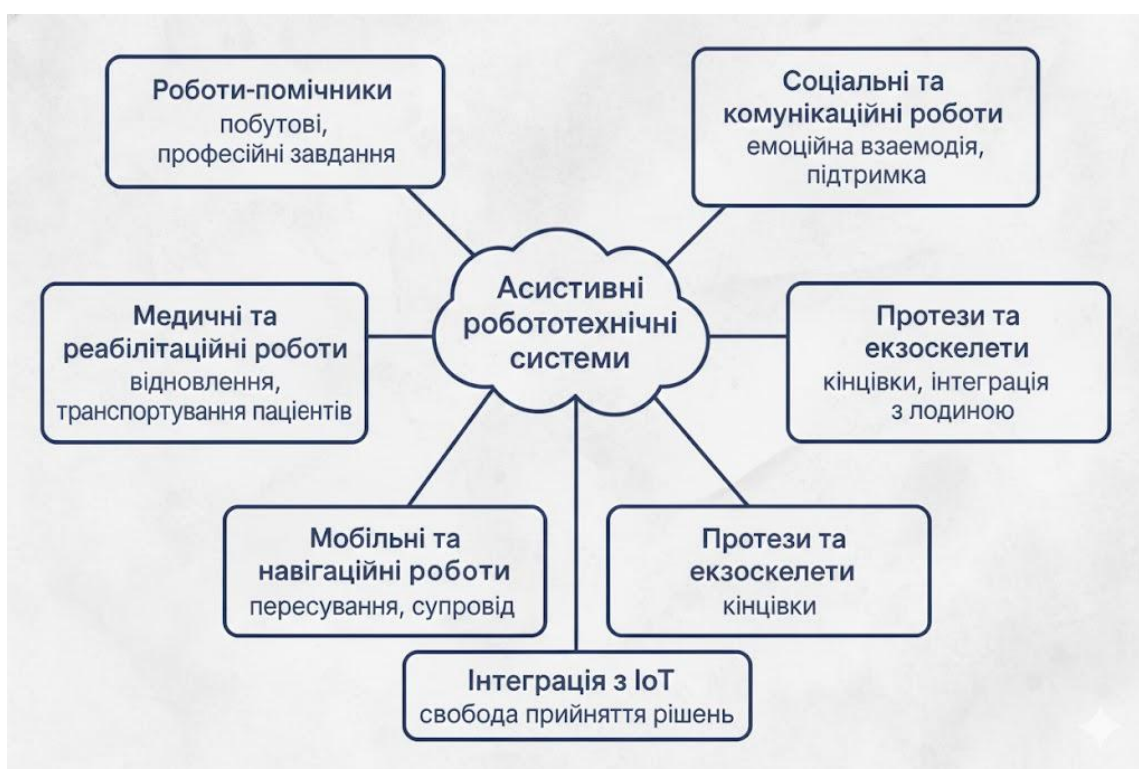 Роботи-помічники
побутові,
професійні завдання
Соціальні та
комунікаційні роботи
емоційна взаемодія,
підтримка
Асистивні
робототехнічні
системи
Медичні та
реабілітаційні роботи
відновлення,
транспортування пацієнтів
Протези та
екзоскелети
кінцівки, інтеграція
з лодиною
Мобільні та
навігаційні роботи
пересування, супровід
Протези та
екзоскелети
кінцівки
Інтеграція з IoT
свобода прийняття рішень